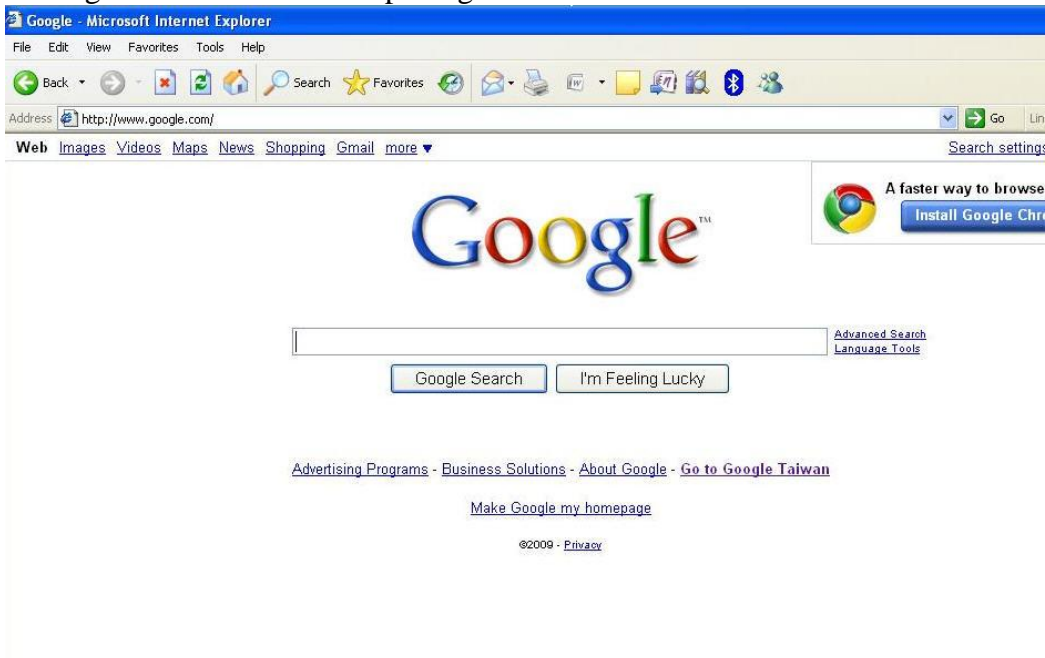 Google - Microsoft Internet Explorer
File Edit View Favorites Tools Help
Back Search Favorites
Address http://www.google.com/ Go Lin
Web Images Videos Maps News Shopping Gmail more ▼ Search settings
A faster way to browse
Install Google Chr
Google™
Advanced Search
Language Tools
Google Search I'm Feeling Lucky
Advertising Programs - Business Solutions - About Google - Go to Google Taiwan
Make Google my homepage
©2009 - Privacy